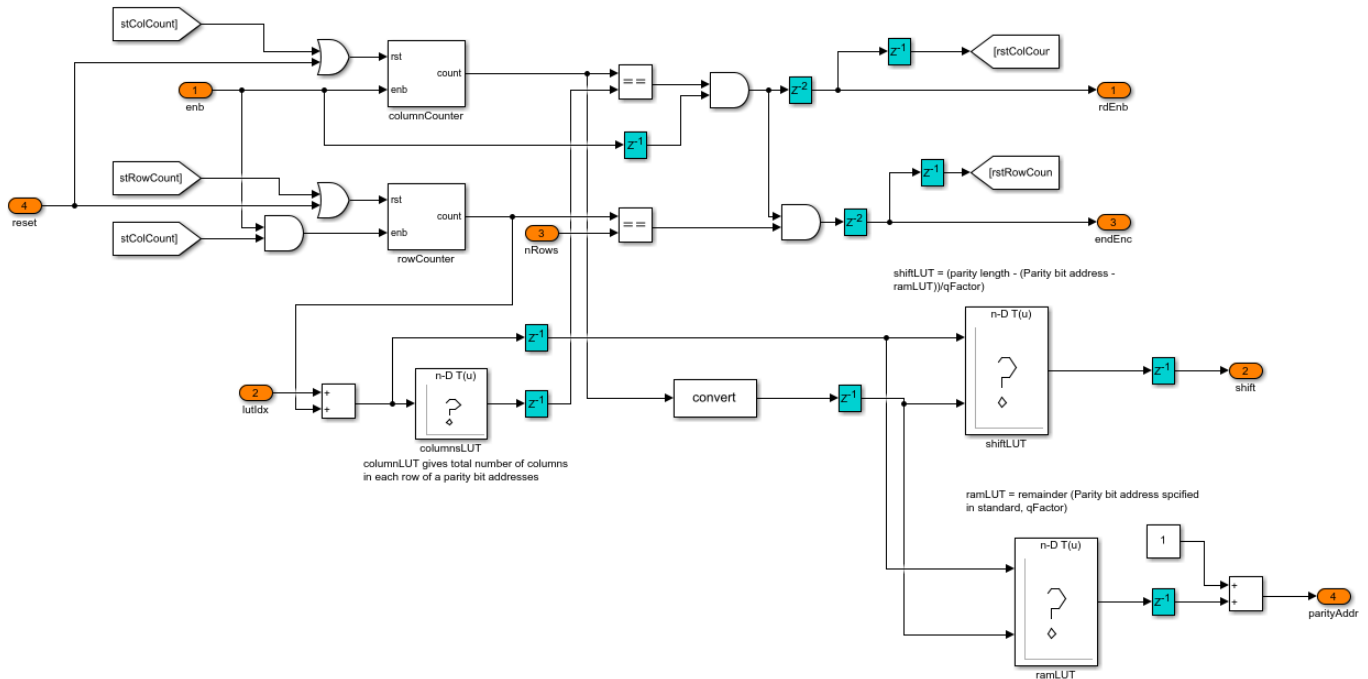 stColCount]
rst
count
enb
columnCounter
1
enb
==
z-1
z-1
z-2
[rstColCour
1
rdEnb
stRowCount]
4
reset
stColCount]
rst
count
enb
rowCounter
3
nRows
==
z-1
z-2
[rstRowCoun
3
endEnc
shiftLUT = (parity length - (Parity bit address -
ramLUT))/qFactor)
n-D T(u)
shiftLUT
z-1
2
shift
2
lutIdx
+
+
z-1
n-D T(u)
columnsLUT
z-1
convert
z-1
columnLUT gives total number of columns
in each row of a parity bit addresses
ramLUT = remainder (Parity bit address spcified
in standard, qFactor)
n-D T(u)
ramLUT
1
z-1
+
+
4
parityAddr